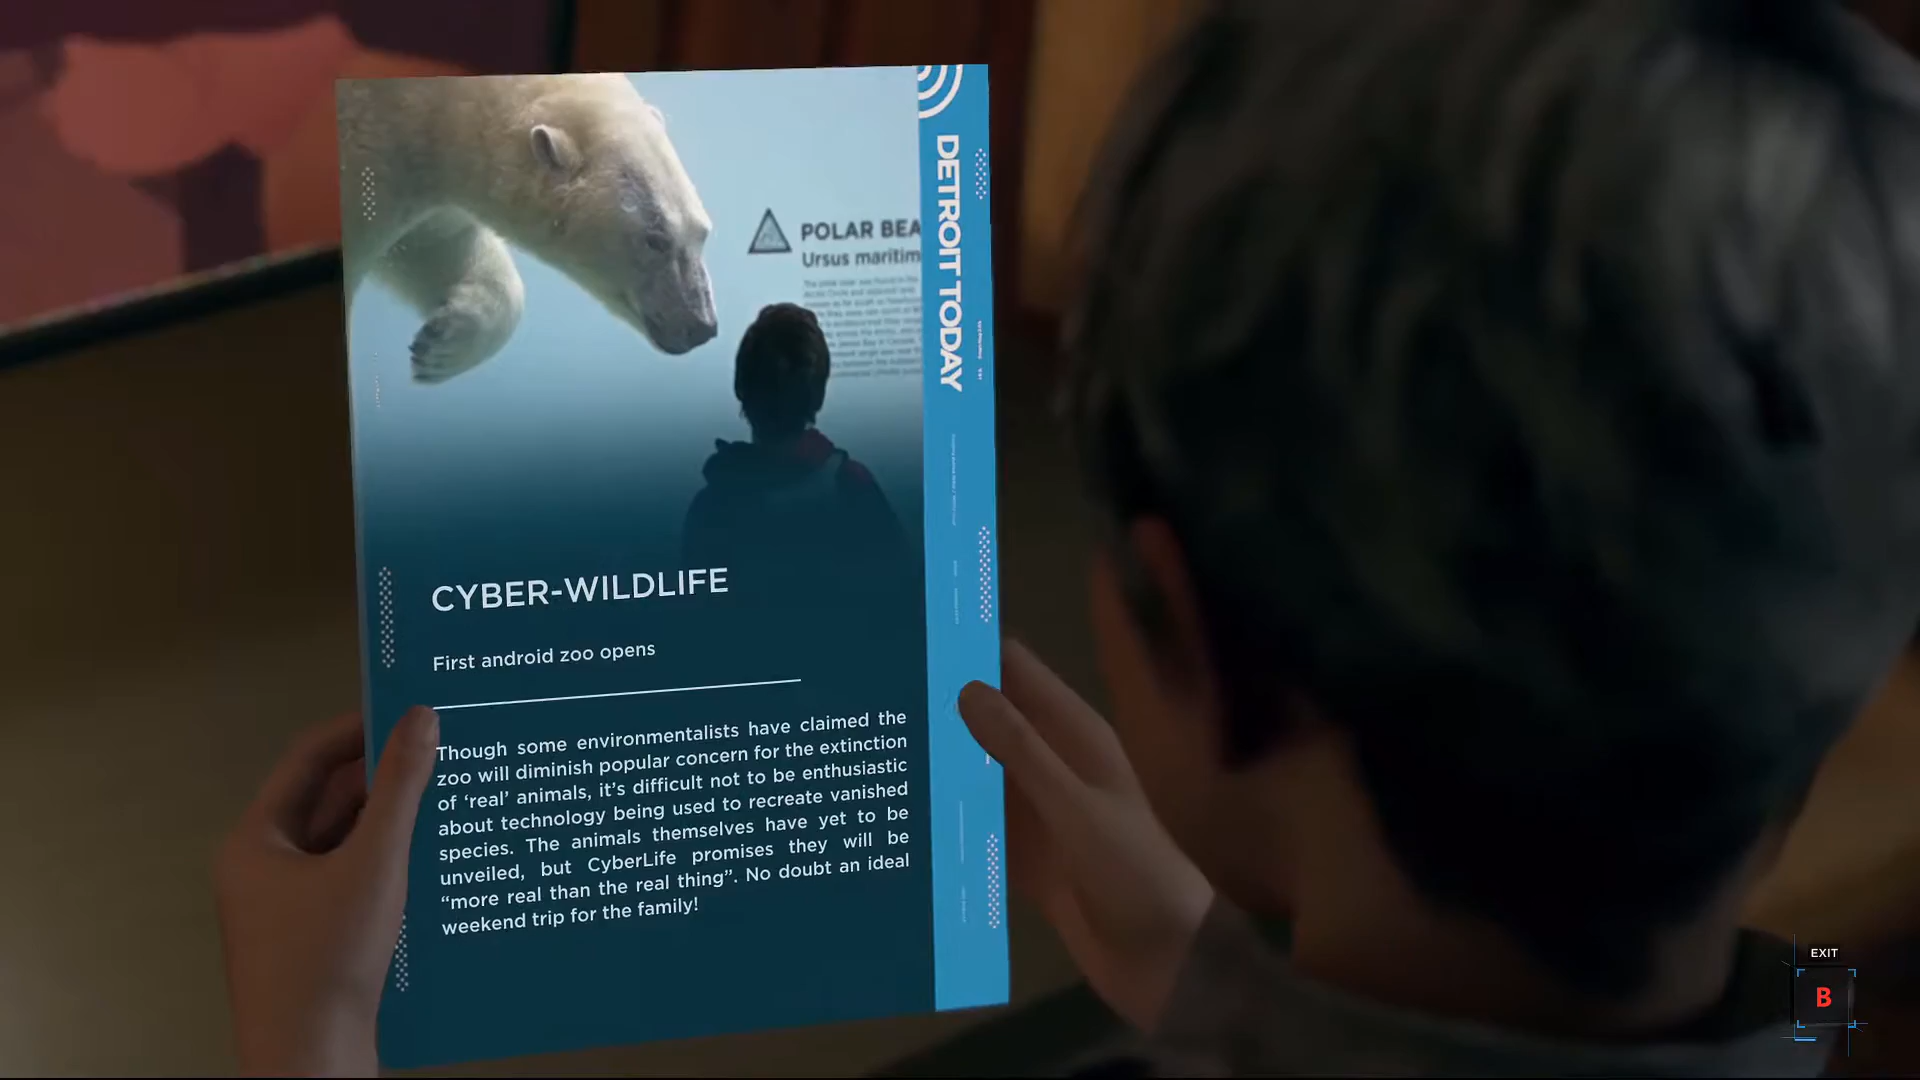 POLAR BEA
Ursus maritim
DETROIT TODAY
CYBER-WILDLIFE
First android zoo opens
Though some environmentalists have claimed the
zoo will diminish popular concern for the extinction
of ‘real’ animals, it’s difficult not to be enthusiastic
about technology being used to recreate vanished
species. The animals themselves have yet to be
unveiled, but CyberLife promises they will be
“more real than the real thing”. No doubt an ideal
weekend trip for the family!
EXIT
B